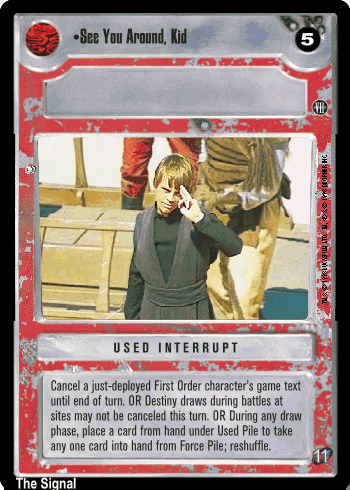 •See You Around, Kid
5
VII
USED INTERRUPT
Cancel a just-deployed First Order character's game text
until end of turn. OR Destiny draws during battles at
sites may not be canceled this turn. OR During any draw
phase, place a card from hand under Used Pile to take
any one card into hand from Force Pile; reshuffle.
11
The Signal